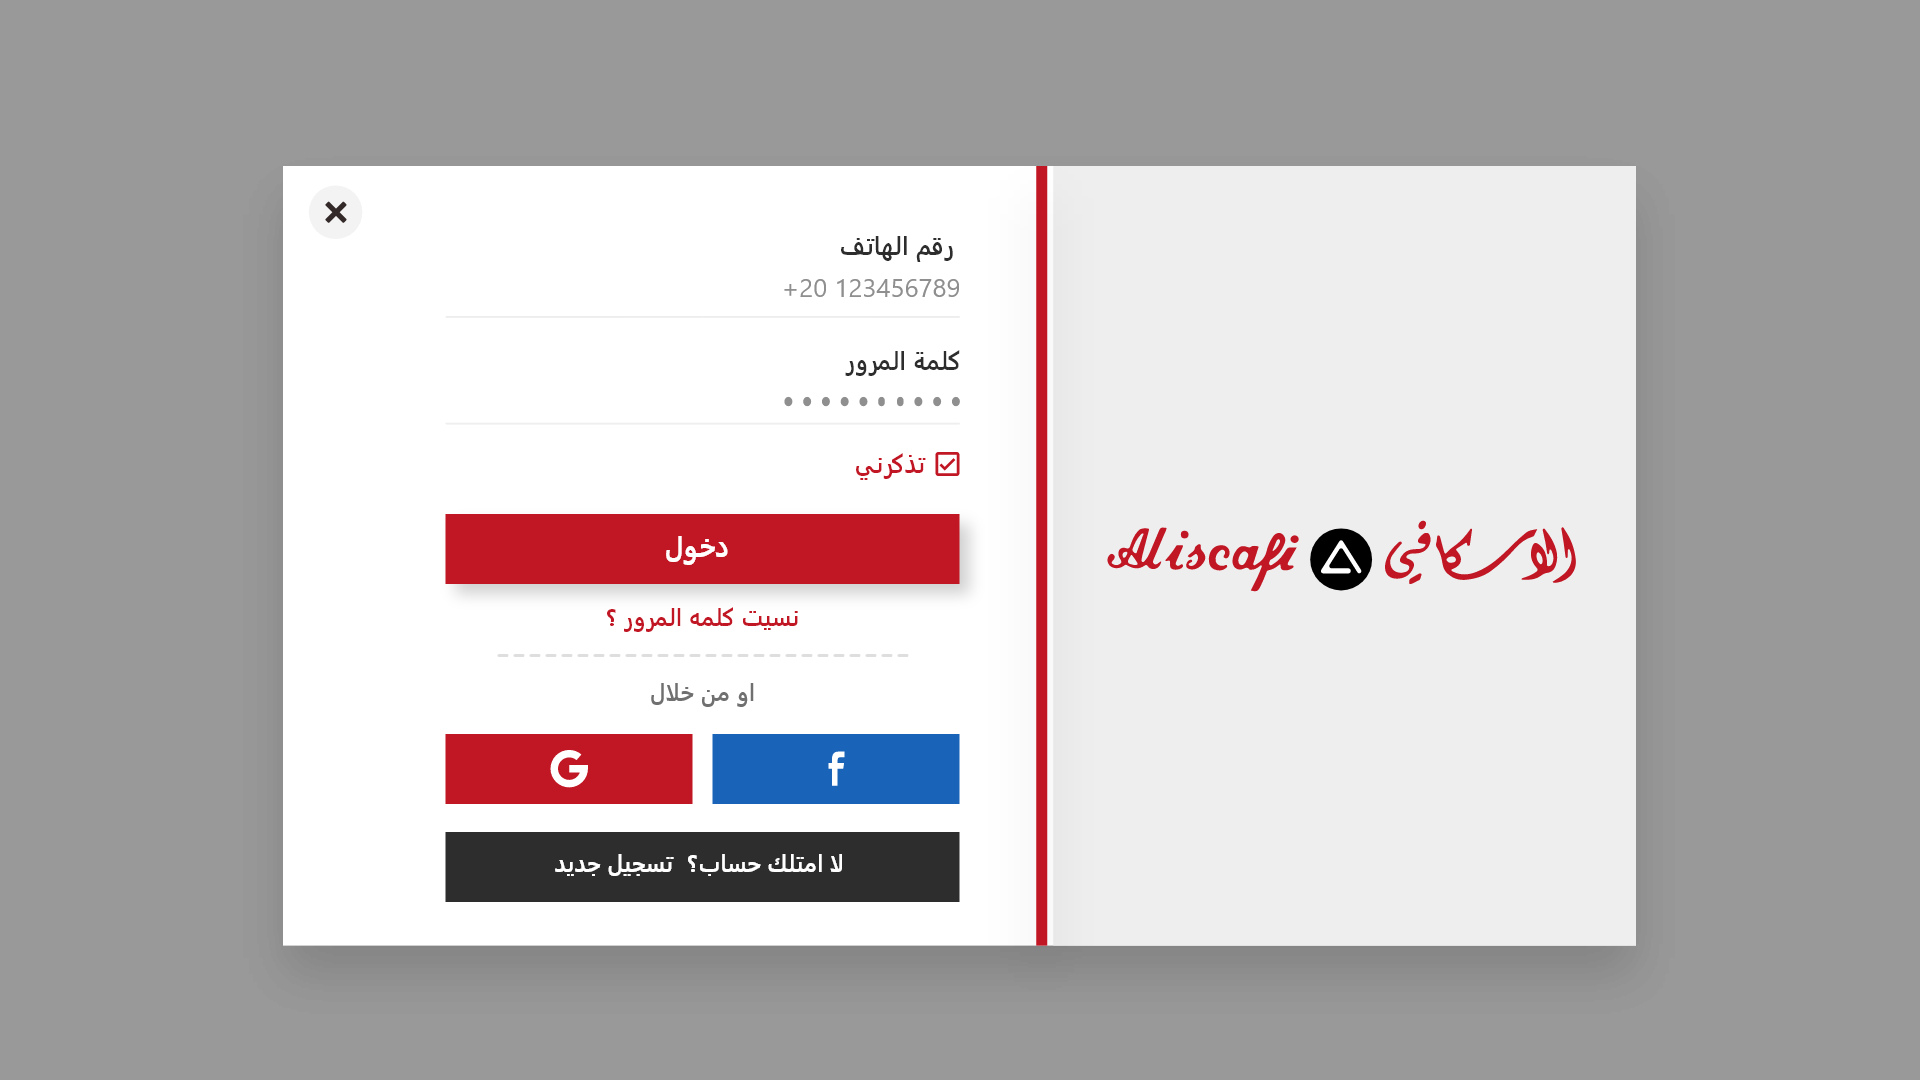 رقم الهاتف
+20 123456789
كلمة المرور
تذكرني
دخول
نسيت كلمه المرور ؟
او من خلال
G f
لا امتلك حساب؟ تسجيل جديد
الاسكافي Aliscafi